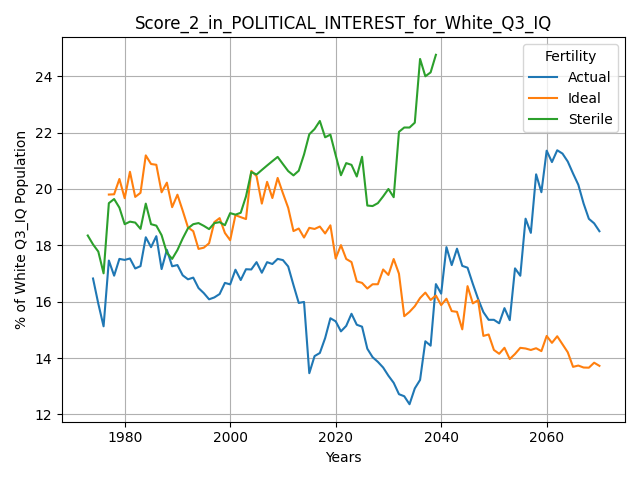 Score_2_in_POLITICAL_INTEREST_for_White_Q3_IQ
Fertility
Actual
Ideal
Sterile
% of White Q3_IQ Population
24
22
20
18
16
14
12
1980 2000 2020 2040 2060
Years